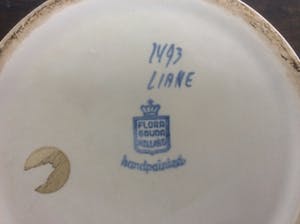 1493
LIANE
FLORA
GOUDA
HOLLAND
handpainted